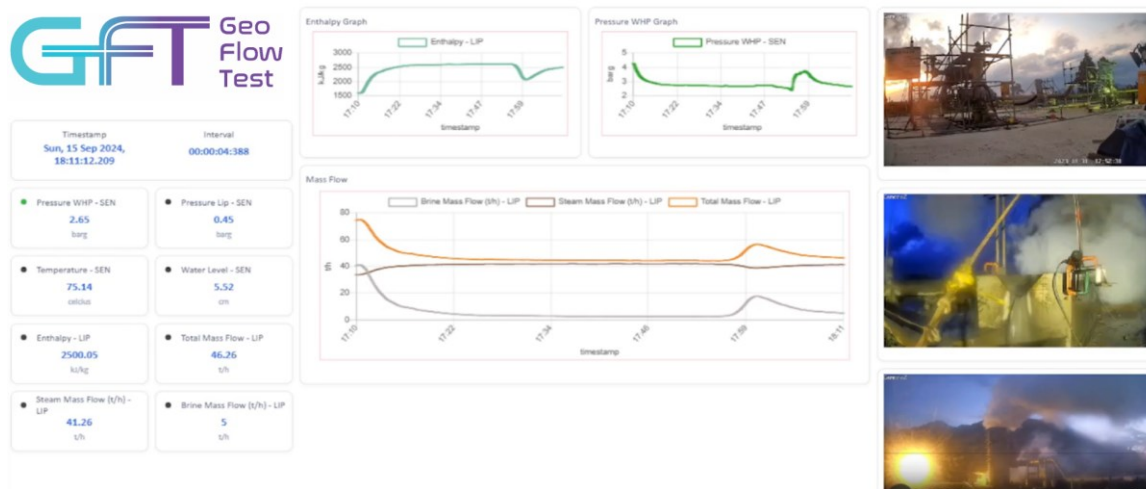 GFT Geo
Flow
Test
Timestamp
Sun, 15 Sep 2024,
18:11:12.209
Interval
00:00:04:388
Pressure WHP - SEN
2.65
barg
Pressure Lip - SEN
0.45
barg
Temperature - SEN
75.14
celcius
Water Level - SEN
5.52
cm
Enthalpy - LIP
2500.05
kj/kg
Total Mass Flow - LIP
46.26
t/h
Steam Mass Flow (t/h) -
LIP
41.26
t/h
Brine Mass Flow (t/h) - LIP
5
t/h
Enthalpy Graph
Enthalpy - LIP
3000
2500
2000
1500
kJ/kg
17:10
17:22
17:34
17:47
17:59
timestamp
Pressure WHP Graph
Pressure WHP - SEN
5
4
3
2
barg
17:10
17:22
17:34
17:47
17:59
timestamp
Mass Flow
Brine Mass Flow (t/h) - LIP
Steam Mass Flow (t/h) - LIP
Total Mass Flow - LIP
80
60
40
20
0
t/h
17:10
17:22
17:34
17:46
17:59
18:11
timestamp